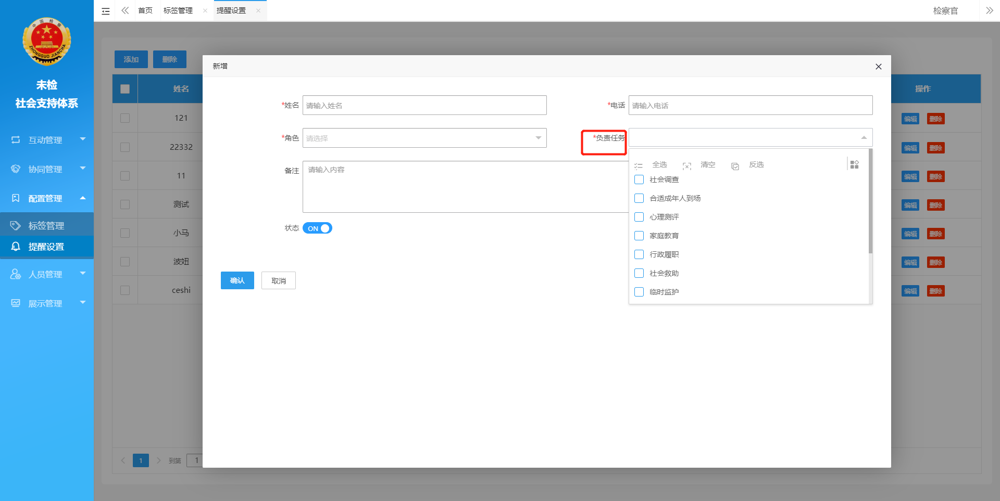 中国检察
ZHONGGUO JIANCHA
未检
社会支持体系
互动管理
协同管理
配置管理
标签管理
提醒设置
人员管理
展示管理
首页
标签管理
提醒设置
检察官
添加 删除
姓名 操作
121 编辑 删除
22332 编辑 删除
11 编辑 删除
测试 编辑 删除
小马 编辑 删除
波妞 编辑 删除
ceshi 编辑 删除
1 到第 1
新增
*姓名 请输入姓名
*电话 请输入电话
*角色 请选择
*负责任务
全选 清空 反选
社会调查
合适成年人到场
心理测评
家庭教育
行政履职
社会救助
临时监护
备注 请输入内容
状态 ON
确认 取消